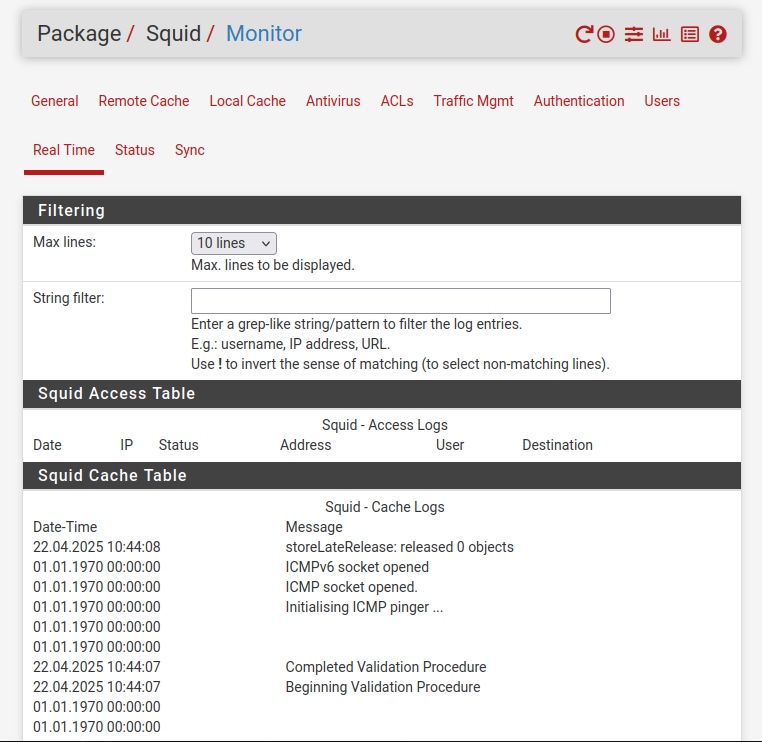 Package / Squid / Monitor
General Remote Cache Local Cache Antivirus ACLs Traffic Mgmt Authentication Users
Real Time Status Sync
Filtering
Max lines: 10 lines
Max. lines to be displayed.
String filter:
Enter a grep-like string/pattern to filter the log entries.
E.g.: username, IP address, URL.
Use ! to invert the sense of matching (to select non-matching lines).
Squid Access Table
Squid - Access Logs
Date IP Status Address User Destination
Squid Cache Table
Squid - Cache Logs
Date-Time Message
22.04.2025 10:44:08 storeLateRelease: released 0 objects
01.01.1970 00:00:00 ICMPv6 socket opened
01.01.1970 00:00:00 ICMP socket opened.
01.01.1970 00:00:00 Initialising ICMP pinger ...
01.01.1970 00:00:00
01.01.1970 00:00:00
22.04.2025 10:44:07 Completed Validation Procedure
22.04.2025 10:44:07 Beginning Validation Procedure
01.01.1970 00:00:00
01.01.1970 00:00:00